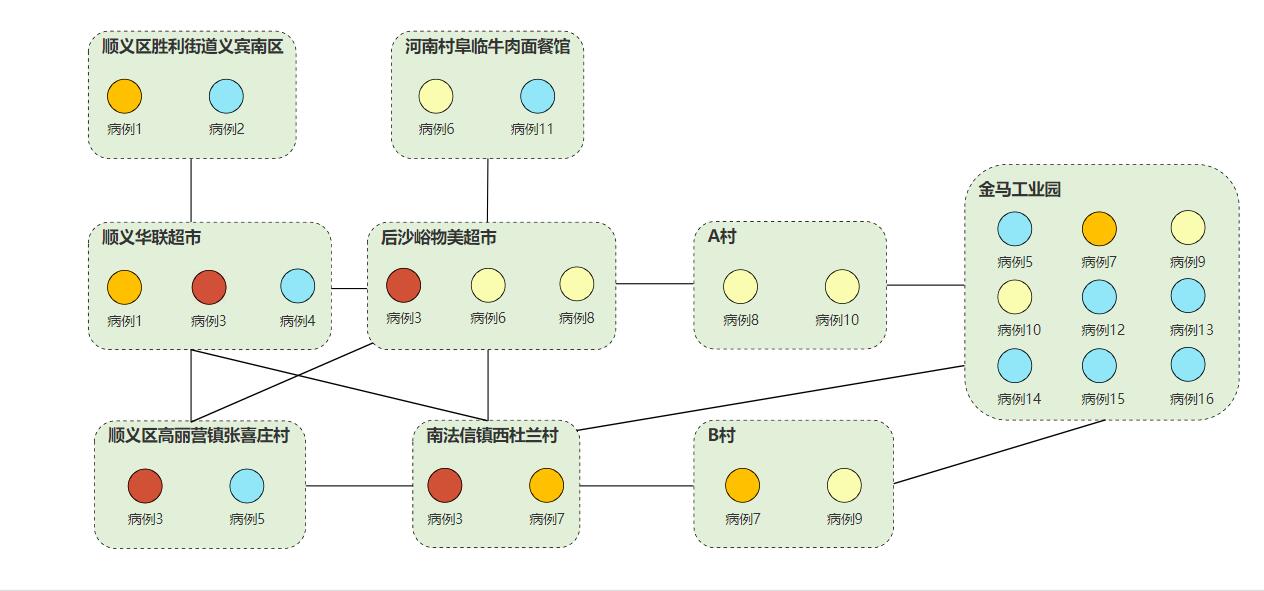 顺义区胜利街道义宾南区
病例1
病例2
河南村阜临牛肉面餐馆
病例6
病例11
顺义华联超市
病例1
病例3
病例4
后沙峪物美超市
病例3
病例6
病例8
A村
病例8
病例10
金马工业园
病例5
病例7
病例9
病例10
病例12
病例13
病例14
病例15
病例16
顺义区高丽营镇张喜庄村
病例3
病例5
南法信镇西杜兰村
病例3
病例7
B村
病例7
病例9